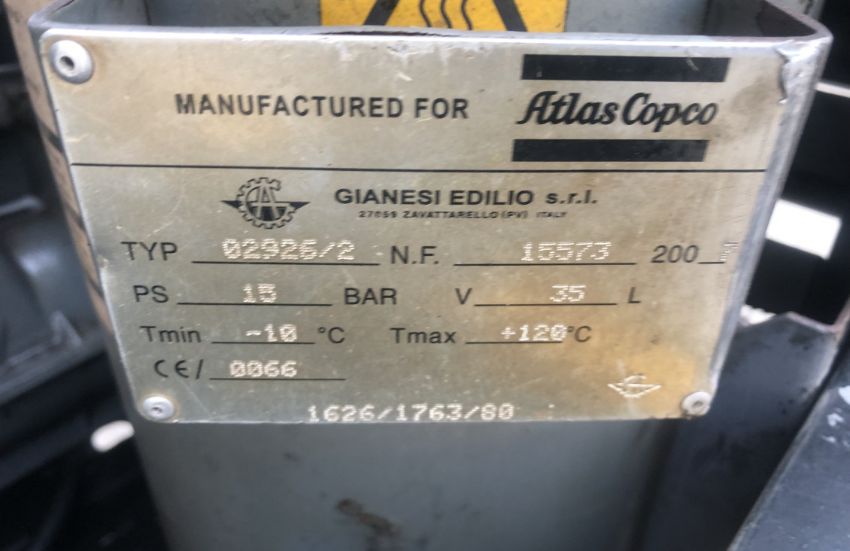 MANUFACTURED FOR Atlas Copco
GIANESI EDILIO s.r.l.
27059 ZAVATTARELLO (PV) ITALY
TYP 02926/2 N.F. 15573 200
PS 15 BAR V 35 L
Tmin -10 °C Tmax +120°C
CE/ 0066
1626/1763/80